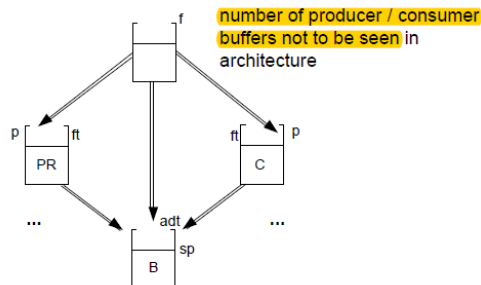 f
number of producer / consumer
buffers not to be seen in
architecture
p
ft
ft
p
PR
C
...
adt
...
sp
B